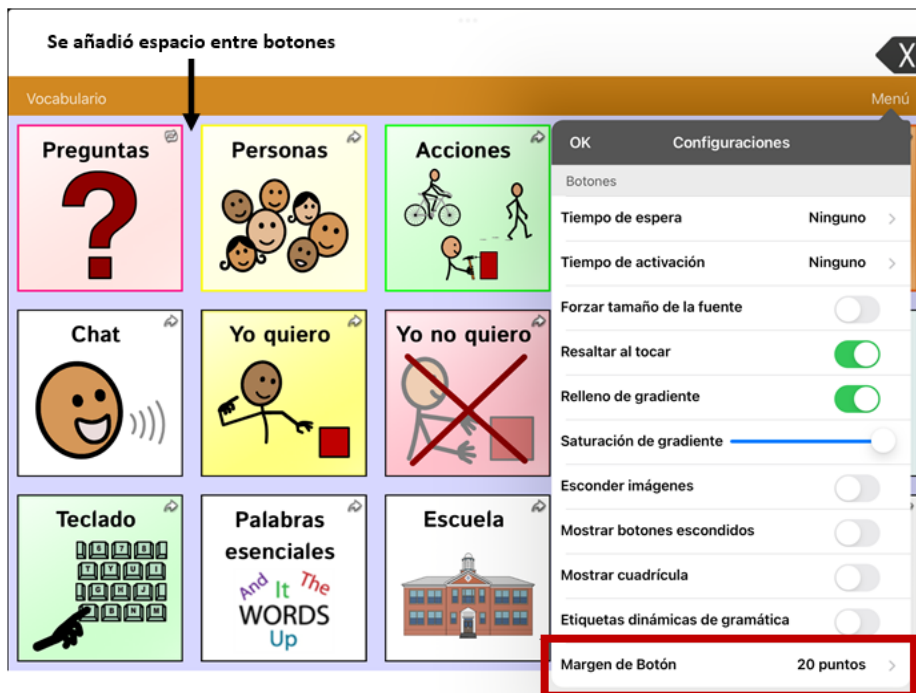 Se añadió espacio entre botones
X
Vocabulario
Menú
Preguntas
Personas
Acciones
Chat
Yo quiero
Yo no quiero
Teclado
Palabras
esenciales
And It The
WORDS
Up
Escuela
OK Configuraciones
Botones
Tiempo de espera Ninguno
Tiempo de activación Ninguno
Forzar tamaño de la fuente
Resaltar al tocar
Relleno de gradiente
Saturación de gradiente
Esconder imágenes
Mostrar botones escondidos
Mostrar cuadrícula
Etiquetas dinámicas de gramática
Margen de Botón 20 puntos